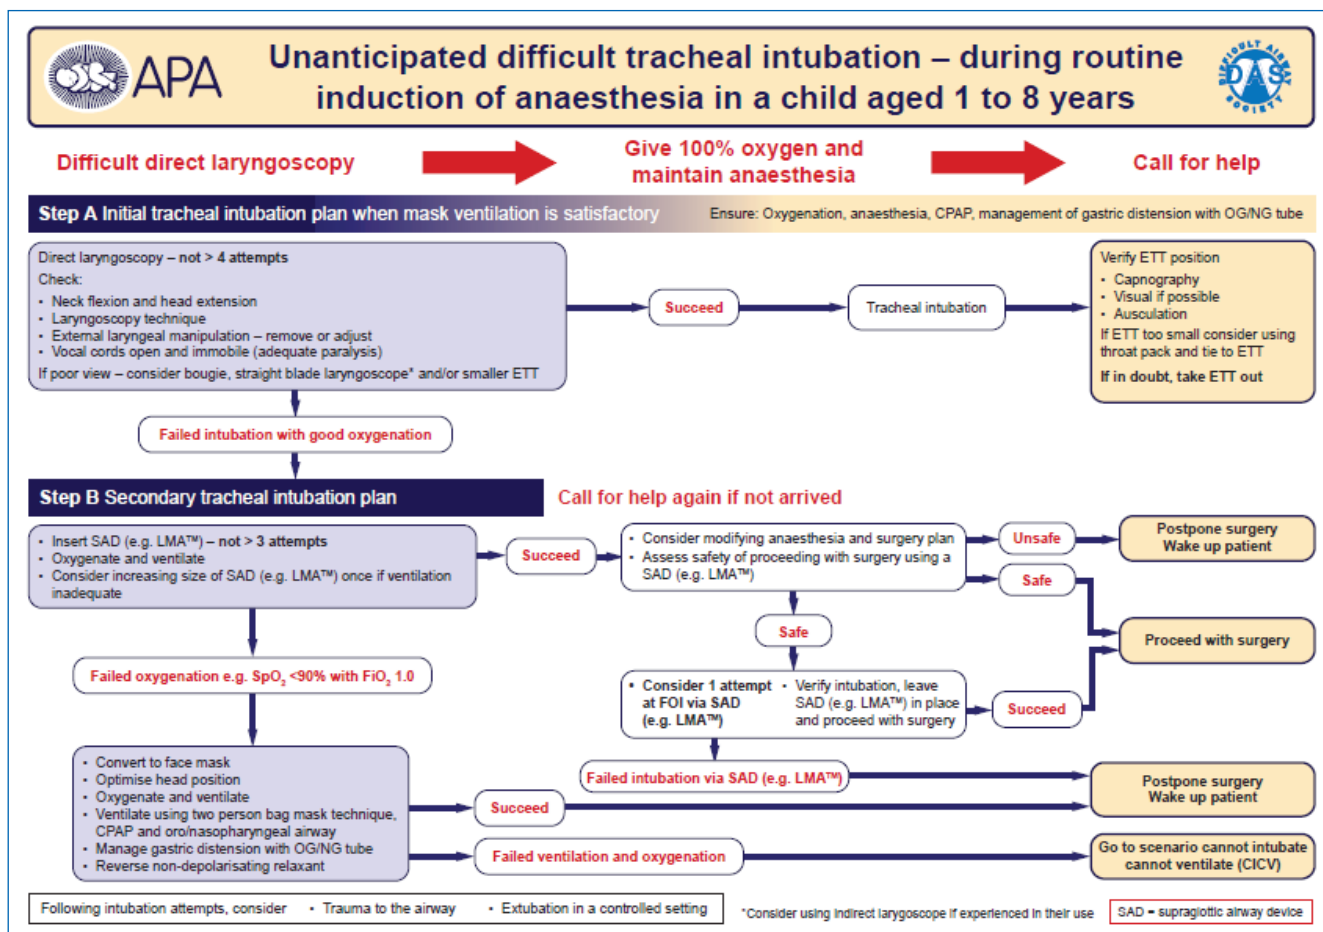 APA
Unanticipated difficult tracheal intubation – during routine
induction of anaesthesia in a child aged 1 to 8 years
DIFFICULT AIRWAY
DAS
SOCIETY
Difficult direct laryngoscopy
Give 100% oxygen and
maintain anaesthesia
Call for help
Step A Initial tracheal intubation plan when mask ventilation is satisfactory
Ensure: Oxygenation, anaesthesia, CPAP, management of gastric distension with OG/NG tube
Direct laryngoscopy – not > 4 attempts
Check:
• Neck flexion and head extension
• Laryngoscopy technique
• External laryngeal manipulation – remove or adjust
• Vocal cords open and immobile (adequate paralysis)
If poor view – consider bougie, straight blade laryngoscope* and/or smaller ETT
Succeed
Tracheal intubation
Verify ETT position
• Capnography
• Visual if possible
• Ausculation
If ETT too small consider using
throat pack and tie to ETT
If in doubt, take ETT out
Failed intubation with good oxygenation
Step B Secondary tracheal intubation plan
Call for help again if not arrived
• Insert SAD (e.g. LMA™) – not > 3 attempts
• Oxygenate and ventilate
• Consider increasing size of SAD (e.g. LMA™) once if ventilation
inadequate
Succeed
• Consider modifying anaesthesia and surgery plan
• Assess safety of proceeding with surgery using a
SAD (e.g. LMA™)
Unsafe
Postpone surgery
Wake up patient
Safe
Proceed with surgery
Safe
Failed oxygenation e.g. SpO₂ <90% with FiO₂ 1.0
• Consider 1 attempt
at FOI via SAD
(e.g. LMA™)
• Verify intubation, leave
SAD (e.g. LMA™) in place
and proceed with surgery
Succeed
Failed intubation via SAD (e.g. LMA™)
Postpone surgery
Wake up patient
• Convert to face mask
• Optimise head position
• Oxygenate and ventilate
• Ventilate using two person bag mask technique,
CPAP and oro/nasopharyngeal airway
• Manage gastric distension with OG/NG tube
• Reverse non-depolarising relaxant
Succeed
Failed ventilation and oxygenation
Go to scenario cannot intubate
cannot ventilate (CICV)
Following intubation attempts, consider • Trauma to the airway • Extubation in a controlled setting
*Consider using indirect larygoscope if experienced in their use
SAD = supraglottic airway device